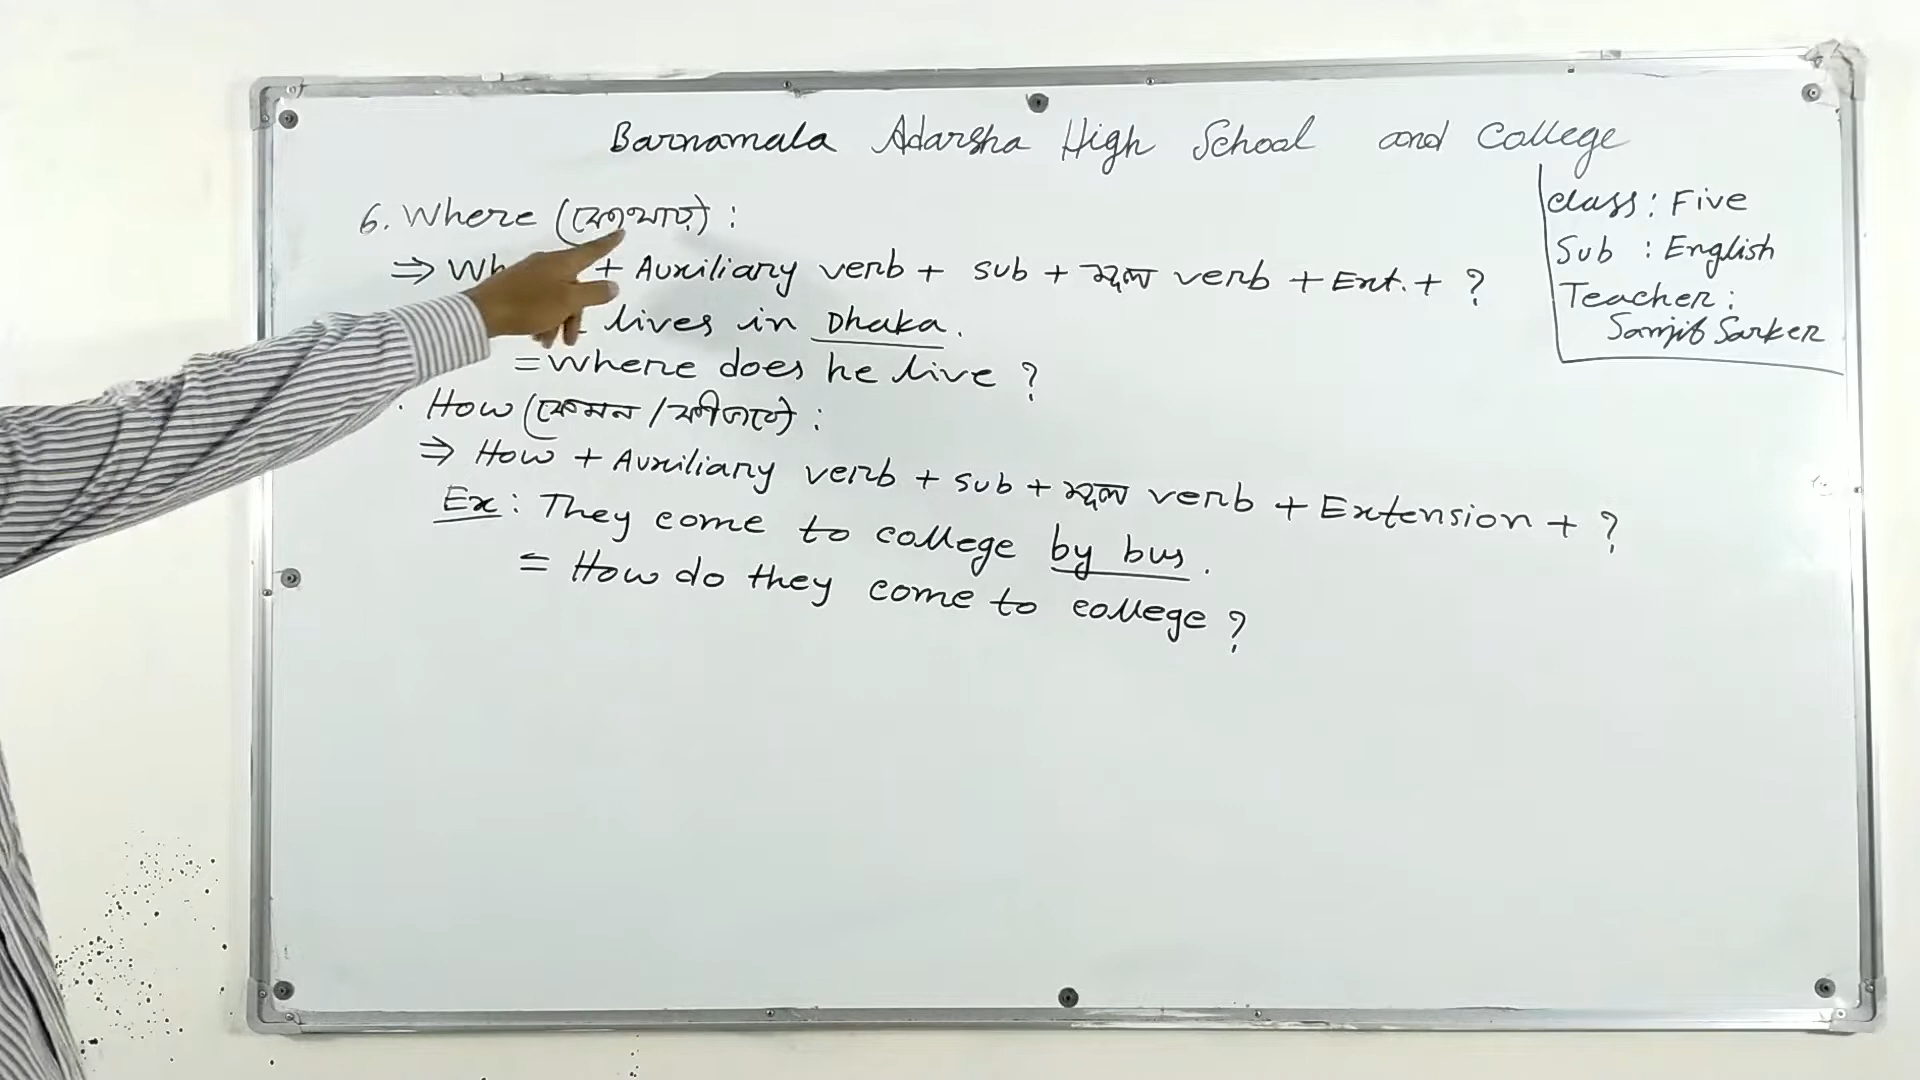 Barnamala Adarsha High School and College
class: Five
Sub : English
Teacher:
Sanjib Sarker
6. Where (কোথায়) :
⇒ Wh + Auxiliary verb + sub + মূল verb + Ext. + ?
lives in Dhaka.
= Where does he live ?
. How (কেমন / কীভাবে) :
⇒ How + Auxiliary verb + sub + মূল verb + Extension + ?
Ex : They come to college by bus.
= How do they come to college ?